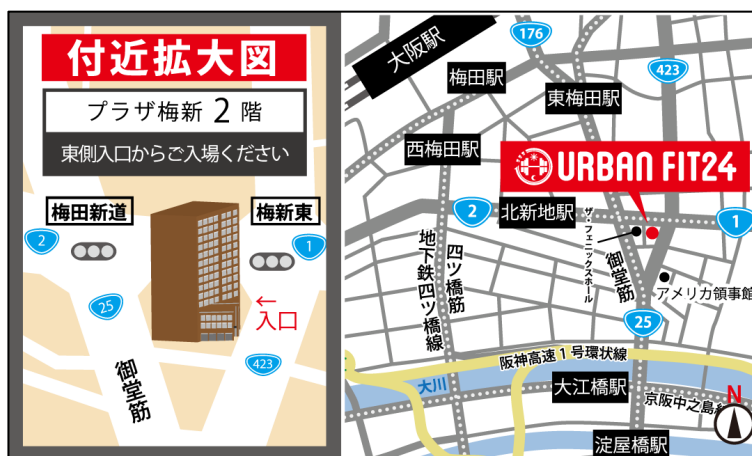 付近拡大図
プラザ梅新 2 階
東側入口からご入場ください
梅田新道
梅新東
2
1
25
←
入口
423
御堂筋
176
大阪駅
423
梅田駅
東梅田駅
西梅田駅
URBAN FIT24
2
北新地駅
1
ザ・フェニックスホール
地下鉄四ツ橋線
四ツ橋筋
御堂筋
アメリカ領事館
25
阪神高速1号環状線
大川
大江橋駅
京阪中之島線
N
淀屋橋駅